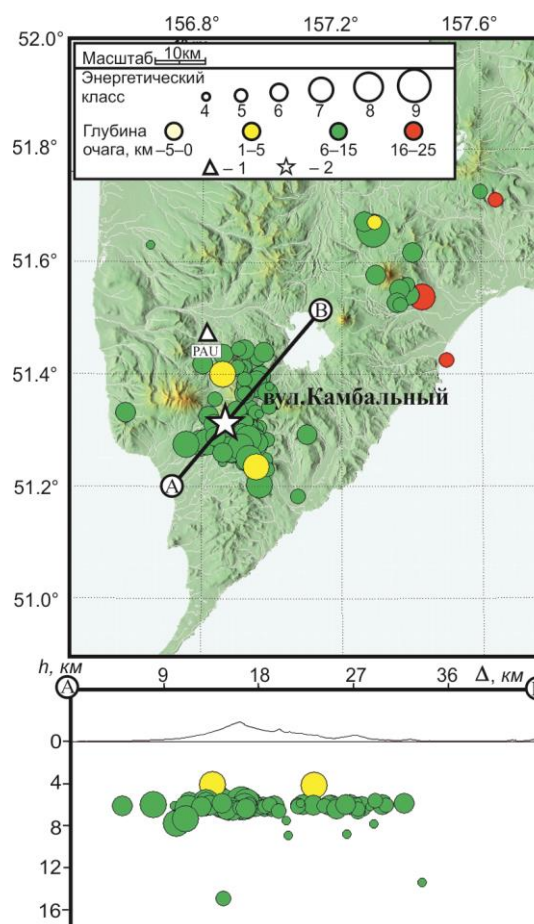 156.8° 157.2° 157.6°
52.0°
Масштаб 10км
Энергетический
класс
4 5 6 7 8 9
Глубина
очага, км –5–0 1–5 6–15 16–25
– 1 – 2
51.8°
51.6°
B
PAU
51.4°
вул.Камбальный
A
51.2°
51.0°
h, км
A 9 18 27 36 Δ, км
0
4
8
12
16